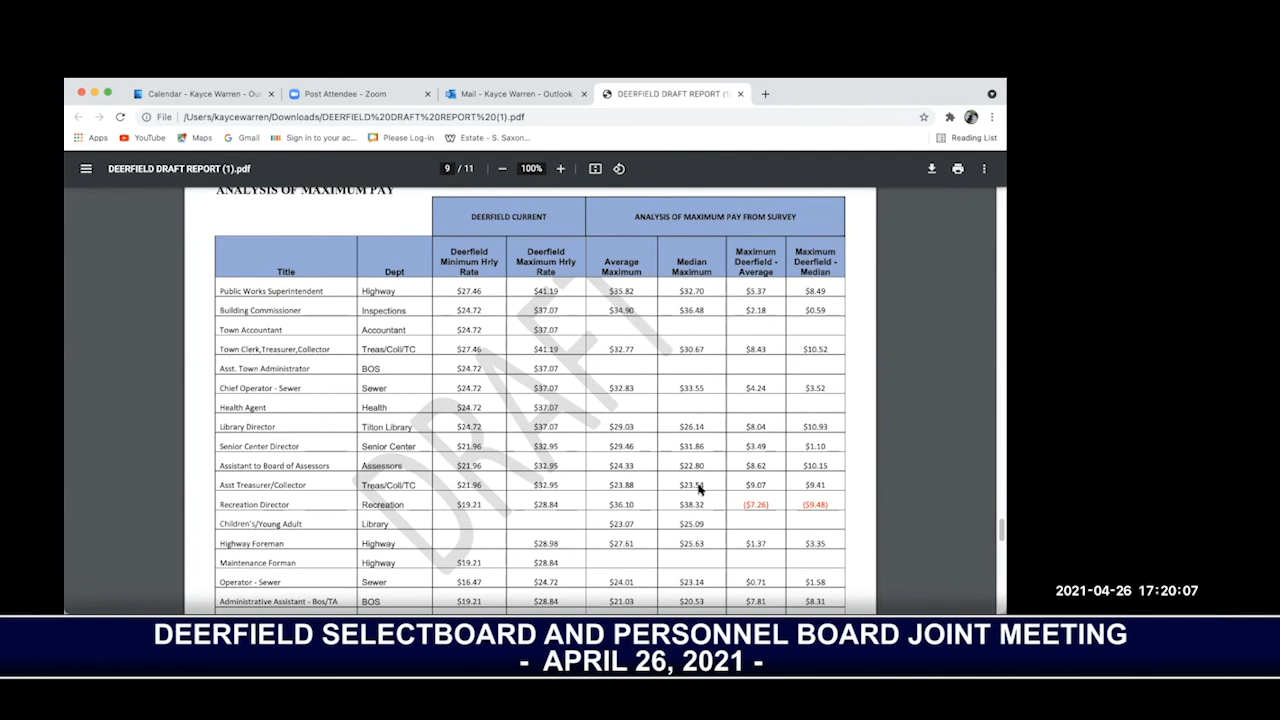 Calendar - Kayce Warren - Out
Post Attendee - Zoom
Mail - Kayce Warren - Outlook
DEERFIELD DRAFT REPORT (1)
File | /Users/kaycewarren/Downloads/DEERFIELD%20DRAFT%20REPORT%20(1).pdf
Apps YouTube Maps Gmail Sign in to your ac... Please Log-in Estate - S. Saxon... Reading List
DEERFIELD DRAFT REPORT (1).pdf 9 / 11 100%
ANALYSIS OF MAXIMUM PAY
DEERFIELD CURRENT ANALYSIS OF MAXIMUM PAY FROM SURVEY
Title Dept Deerfield Minimum Hrly Rate Deerfield Maximum Hrly Rate Average Maximum Median Maximum Maximum Deerfield - Average Maximum Deerfield - Median
Public Works Superintendent Highway $27.46 $41.19 $35.82 $32.70 $5.37 $8.49
Building Commissioner Inspections $24.72 $37.07 $34.90 $36.48 $2.18 $0.59
Town Accountant Accountant $24.72 $37.07
Town Clerk,Treasurer,Collector Treas/Coll/TC $27.46 $41.19 $32.77 $30.67 $8.43 $10.52
Asst. Town Administrator BOS $24.72 $37.07
Chief Operator - Sewer Sewer $24.72 $37.07 $32.83 $33.55 $4.24 $3.52
Health Agent Health $24.72 $37.07
Library Director Tilton Library $24.72 $37.07 $29.03 $26.14 $8.04 $10.93
Senior Center Director Senior Center $21.96 $32.95 $29.46 $31.86 $3.49 $1.10
Assistant to Board of Assessors Assessors $21.96 $32.95 $24.33 $22.80 $8.62 $10.15
Asst Treasurer/Collector Treas/Coll/TC $21.96 $32.95 $23.88 $23.54 $9.07 $9.41
Recreation Director Recreation $19.21 $28.84 $36.10 $38.32 ($7.26) ($9.48)
Children's/Young Adult Library $23.07 $25.09
Highway Foreman Highway $28.98 $27.61 $25.63 $1.37 $3.35
Maintenance Forman Highway $19.21 $28.84
Operator - Sewer Sewer $16.47 $24.72 $24.01 $23.14 $0.71 $1.58
Administrative Assistant - Bos/TA BOS $19.21 $28.84 $21.03 $20.53 $7.81 $8.31
DRAFT
2021-04-26 17:20:07
DEERFIELD SELECTBOARD AND PERSONNEL BOARD JOINT MEETING
- APRIL 26, 2021 -